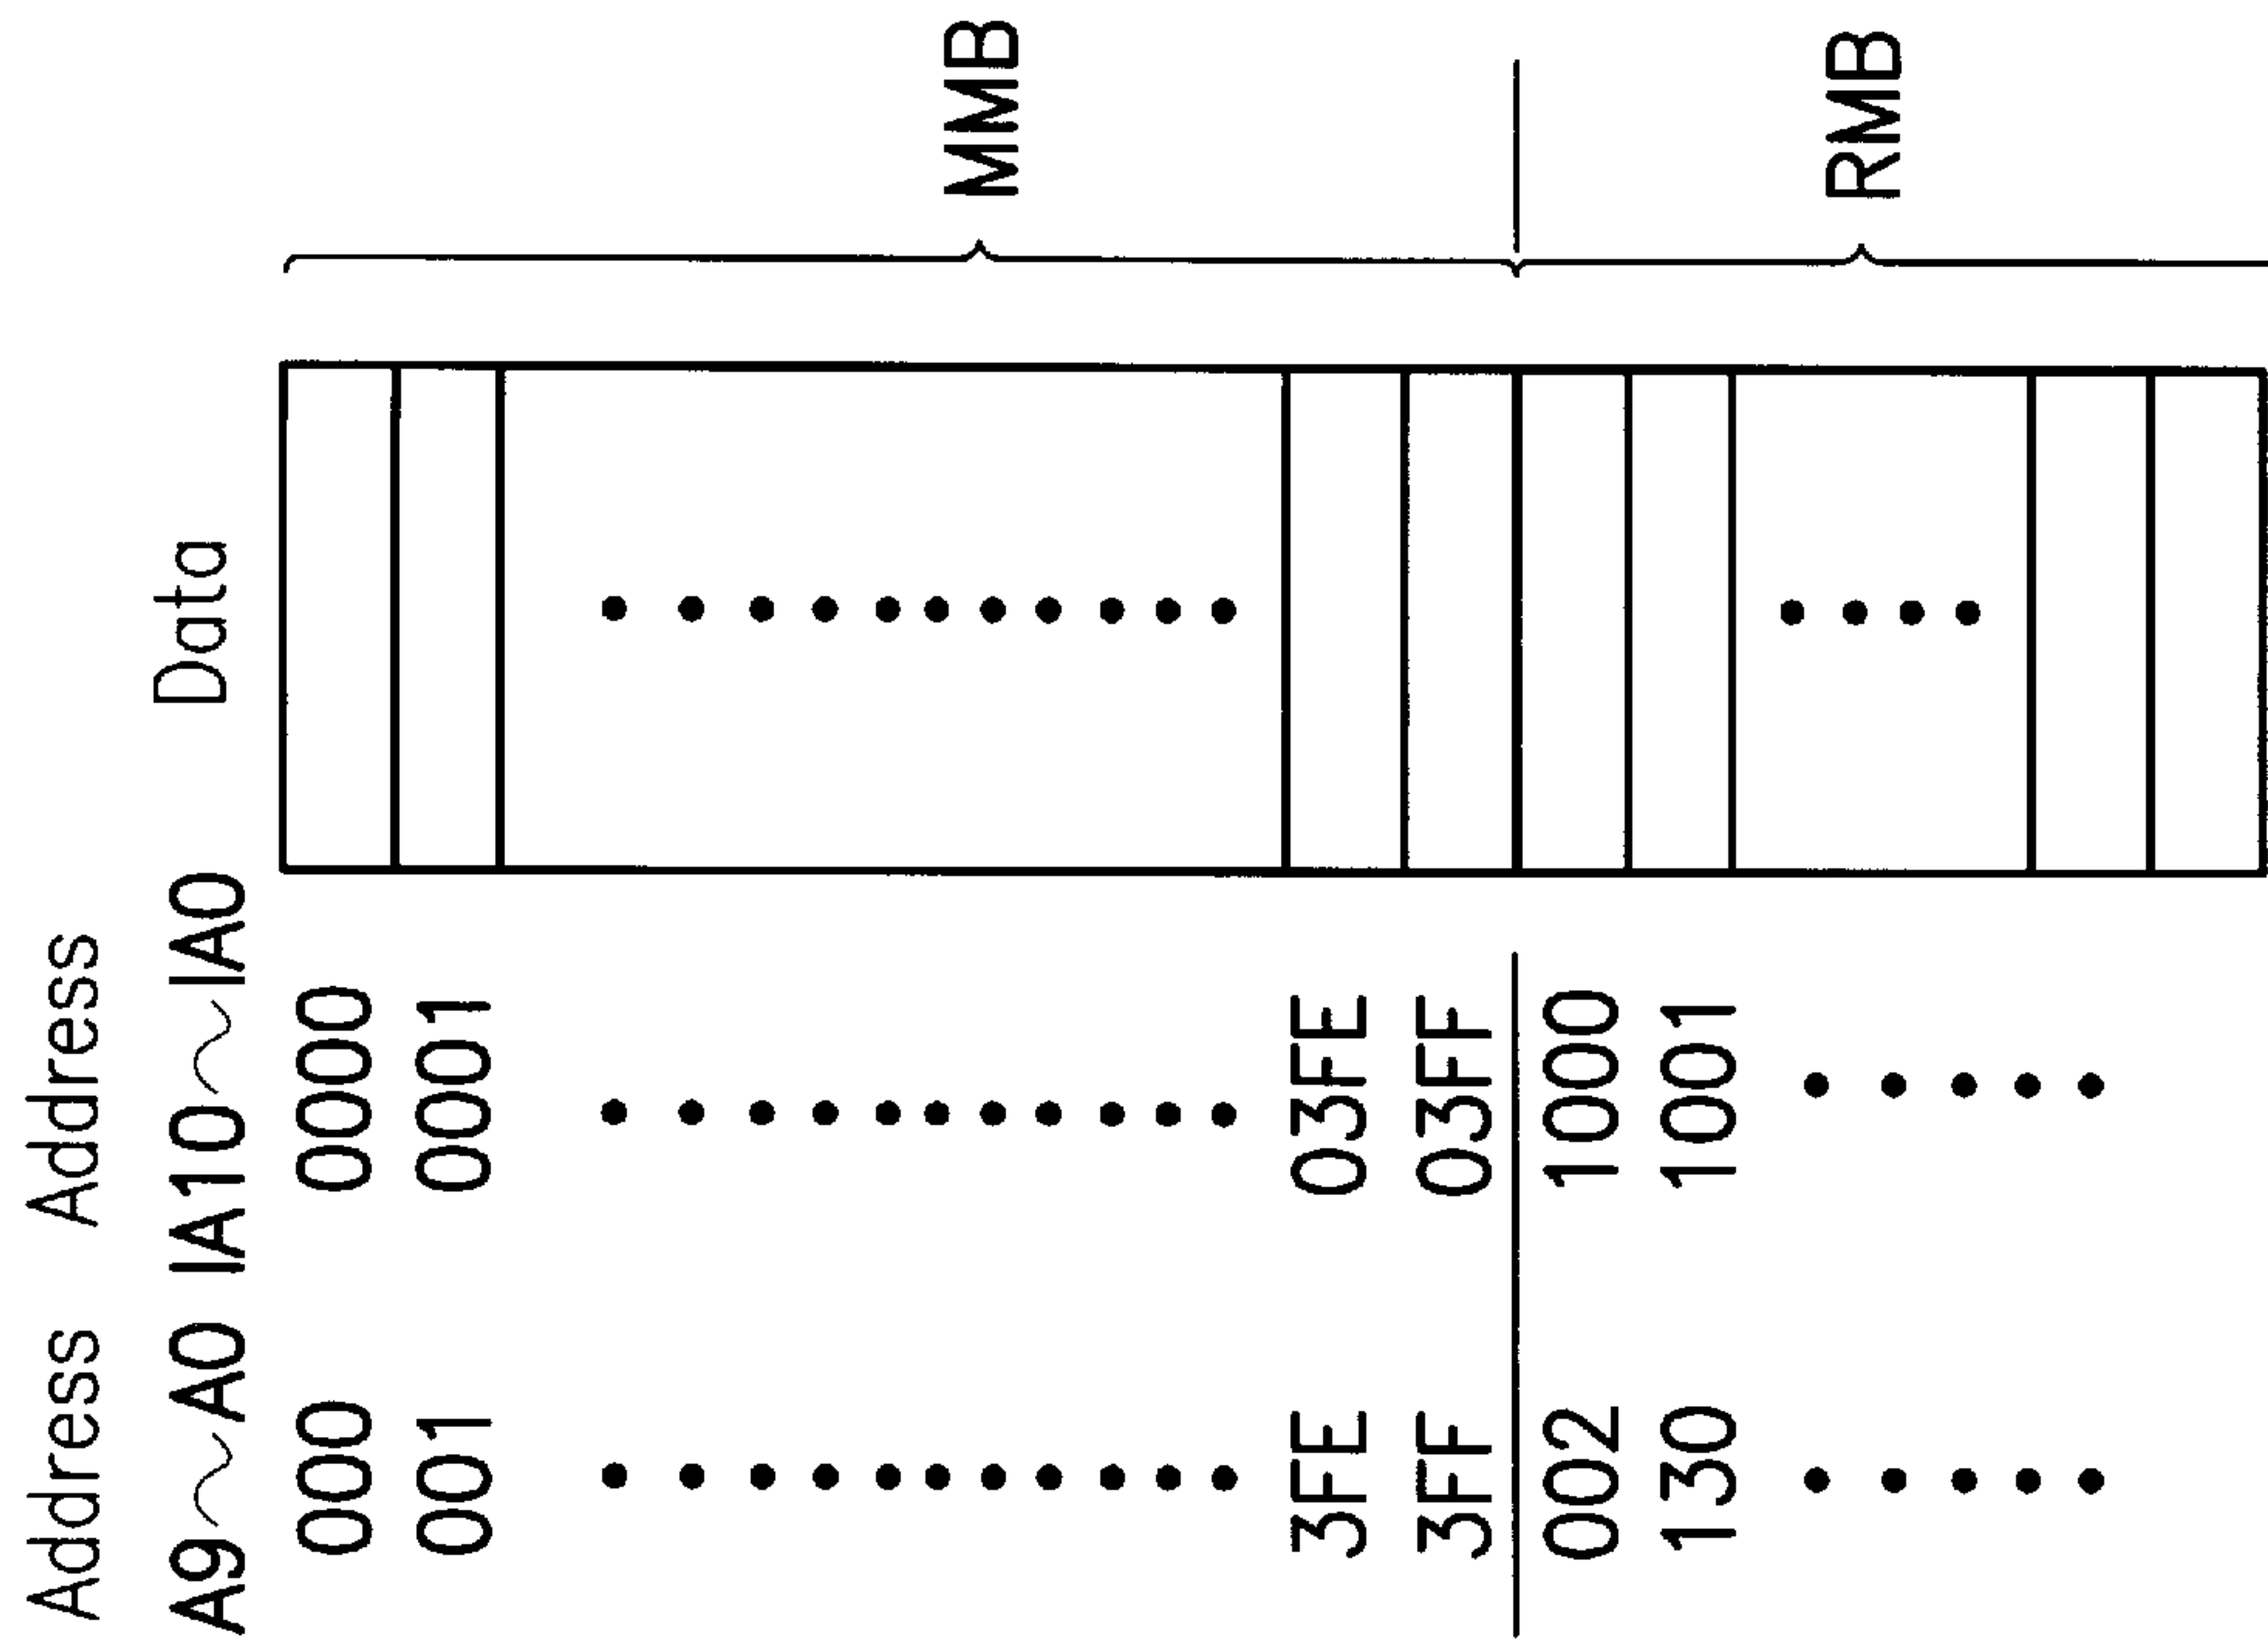 Address Address Data
A9~A0 IA10~IA0
000 0000
001 0001
MMB
3FE 03FE
3FF 03FF
002 1000
130 1001
RMB